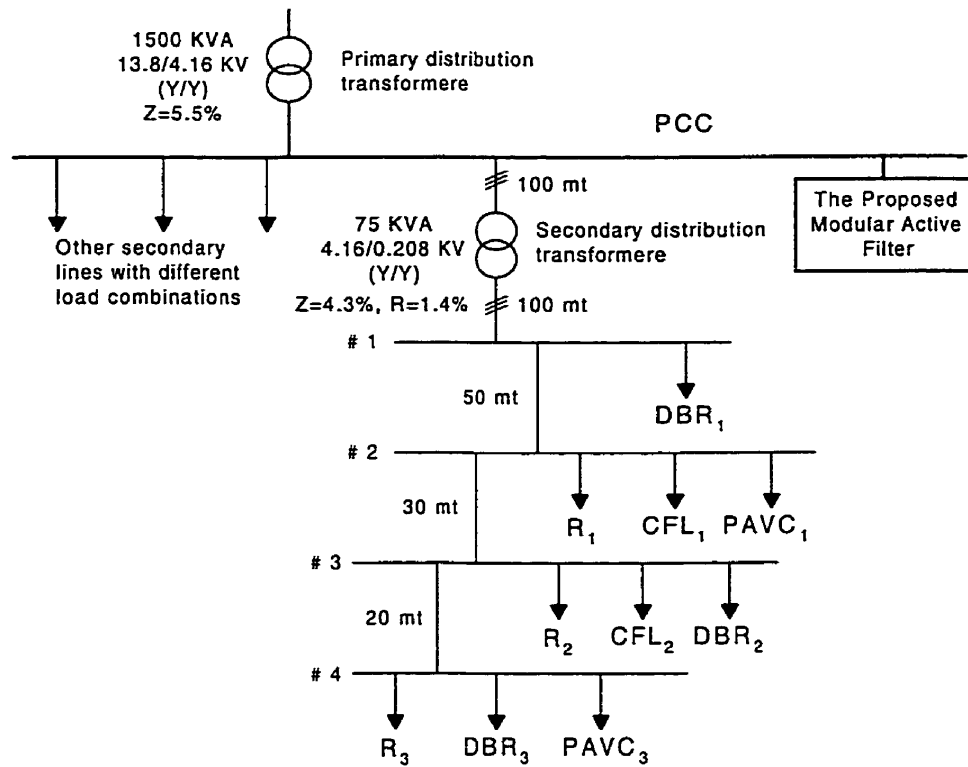 1500 KVA
13.8/4.16 KV
(Y/Y)
Z=5.5%
Primary distribution
transformere
PCC
100 mt
75 KVA
4.16/0.208 KV
(Y/Y)
Z=4.3%, R=1.4%
Secondary distribution
transformere
100 mt
The Proposed
Modular Active
Filter
Other secondary
lines with different
load combinations
# 1
50 mt
DBR₁
# 2
30 mt
R₁ CFL₁ PAVC₁
# 3
20 mt
R₂ CFL₂ DBR₂
# 4
R₃ DBR₃ PAVC₃